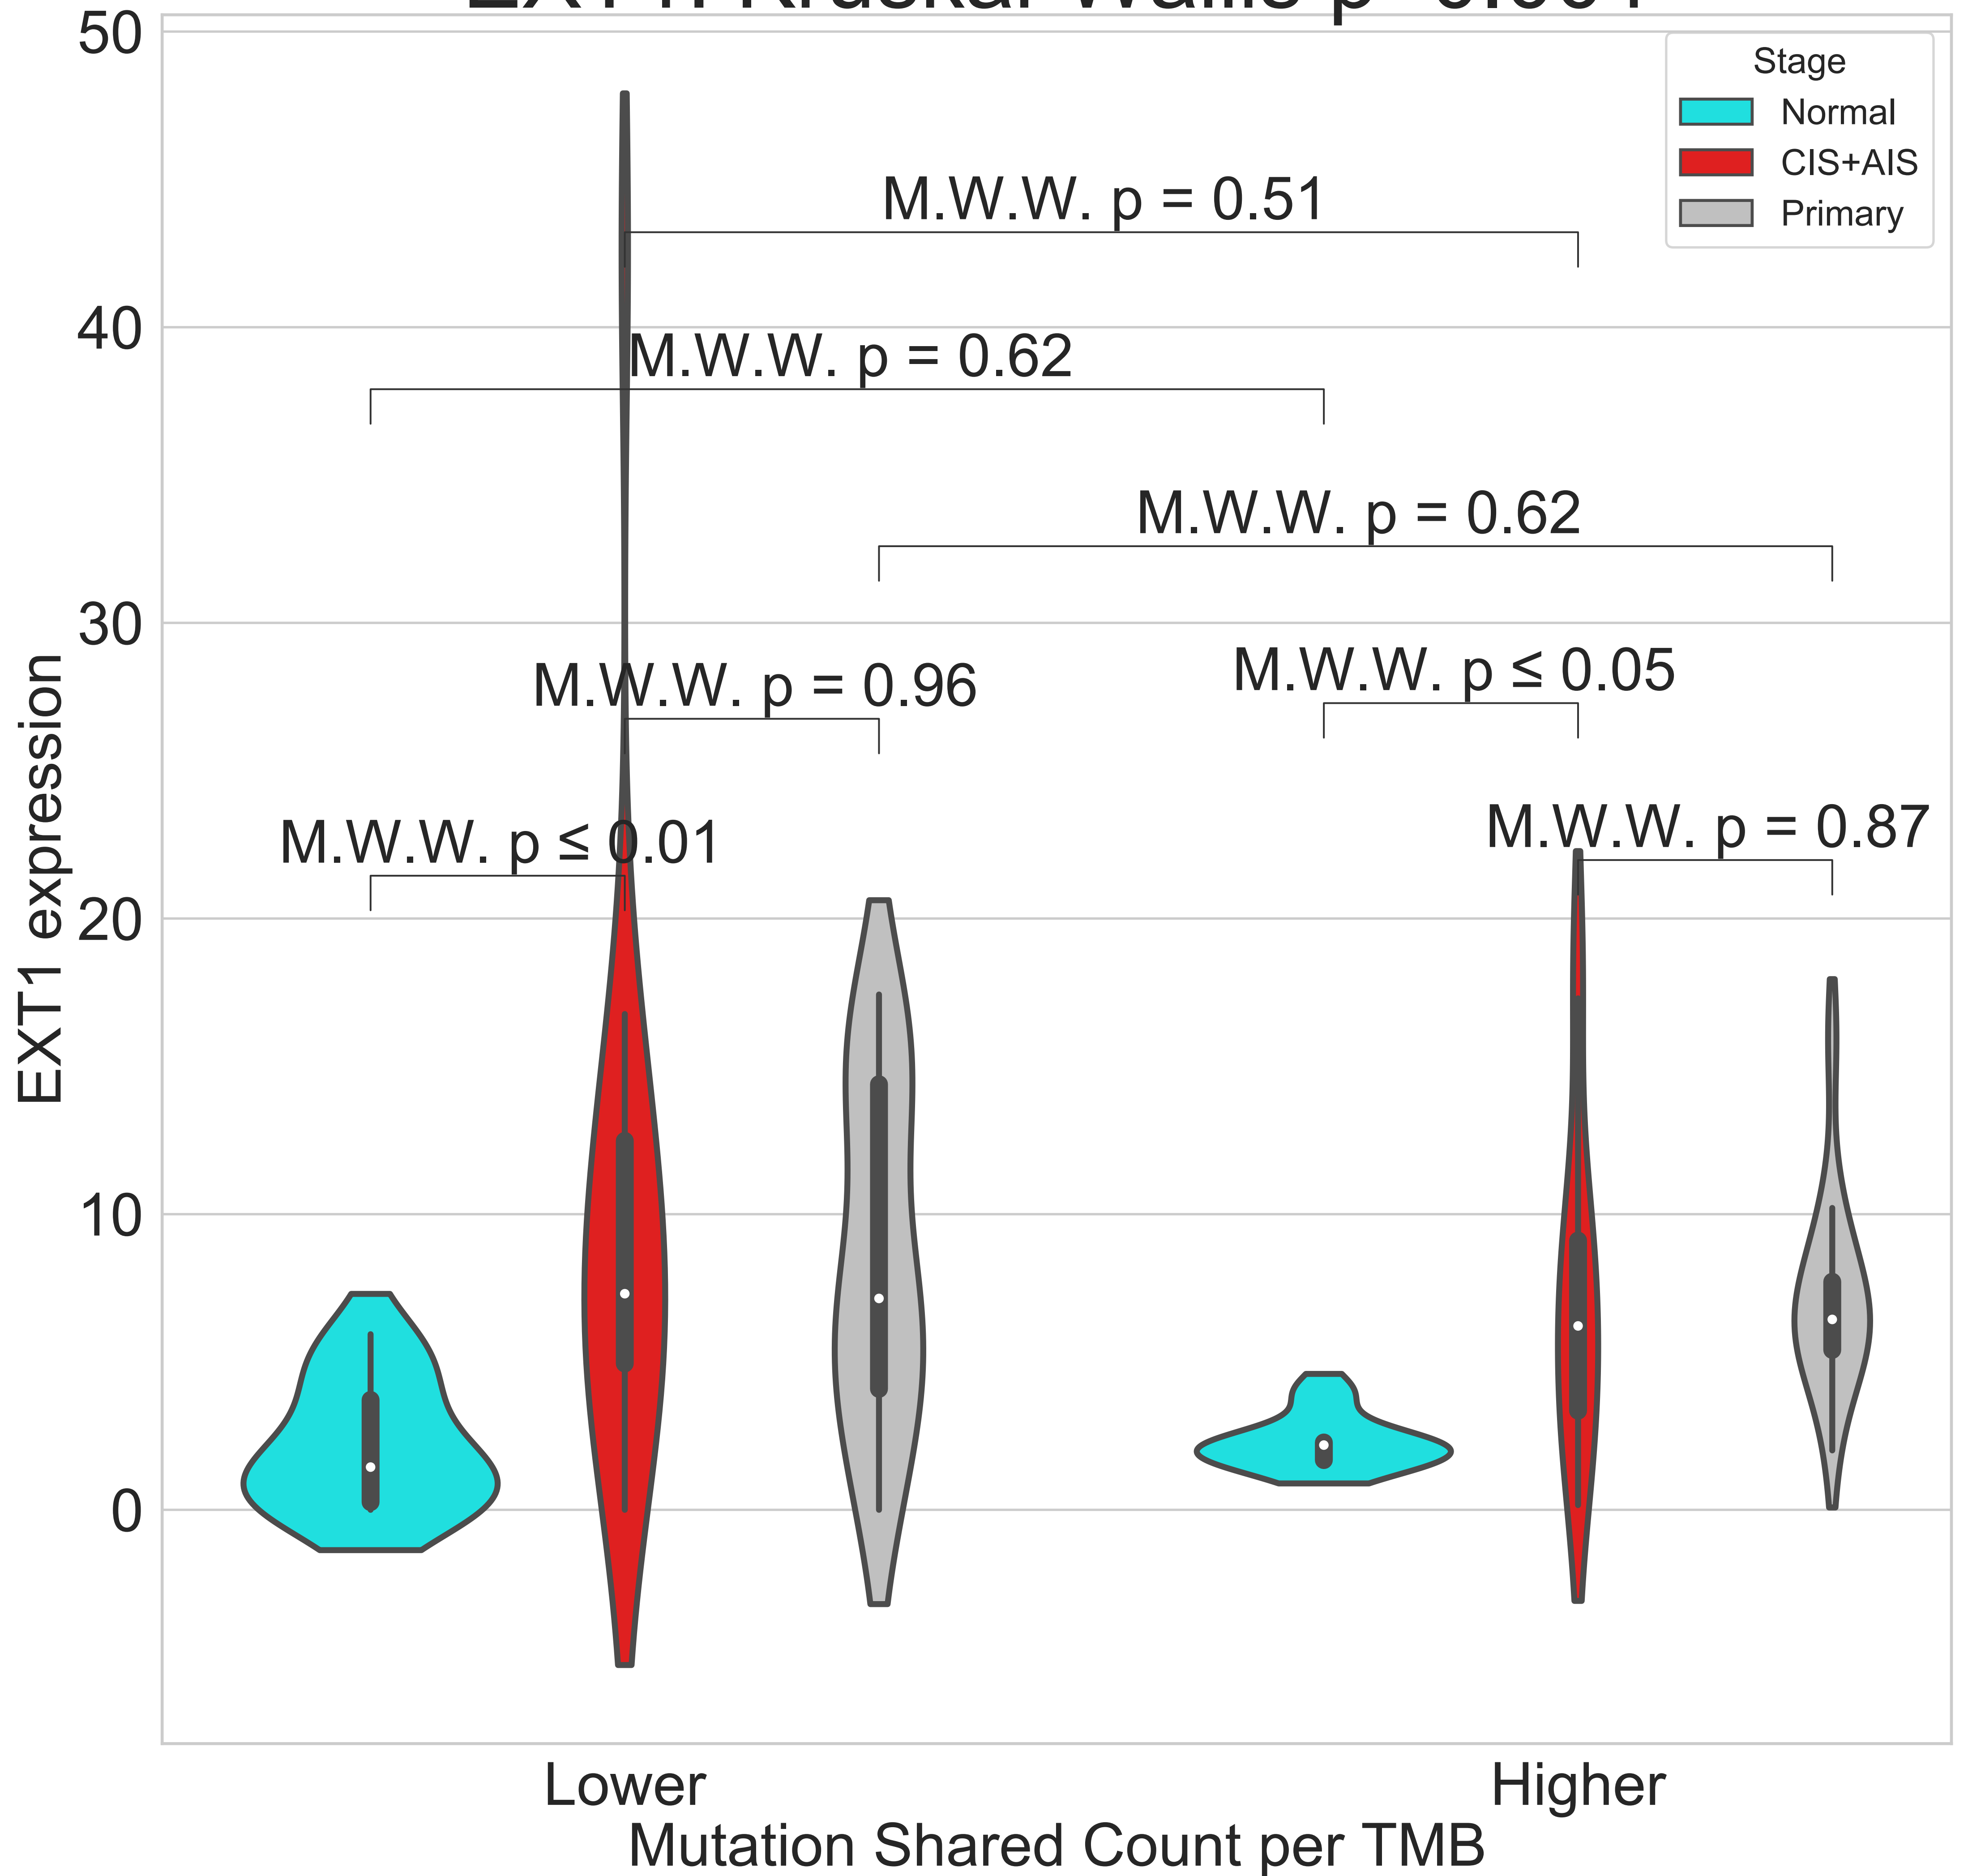 50
Stage
Normal
CIS+AIS
Primary
M.W.W. p = 0.51
40
M.W.W. p = 0.62
M.W.W. p = 0.62
30
M.W.W. p = 0.96
M.W.W. p ≤ 0.05
M.W.W. p ≤ 0.01
M.W.W. p = 0.87
EXT1 expression
20
10
0
Lower
Higher
Mutation Shared Count per TMB